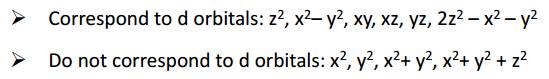 ➢ Correspond to d orbitals: z², x²– y², xy, xz, yz, 2z² – x² – y²
➢ Do not correspond to d orbitals: x², y², x²+ y², x²+ y² + z²